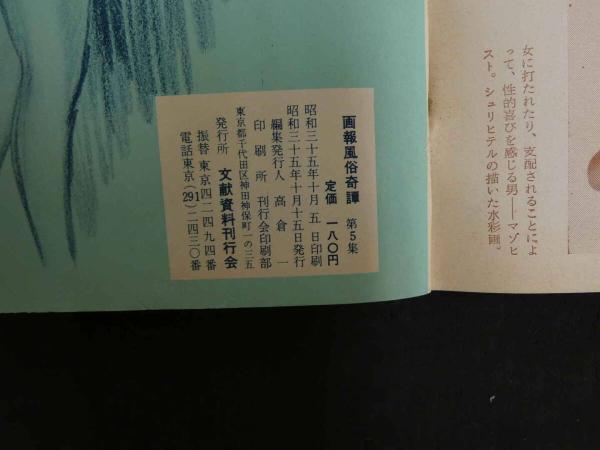 女に打たれたり、支配されることによ
って、性的喜びを感じる男――マゾヒ
スト。シュリヒテルの描いた水彩画。
画報風俗奇譚 第5集
定価 一八〇円
昭和三十五年十月 五 日印刷
昭和三十五年十月十五日発行
編集発行人 高倉一
印刷所 刊行会印刷部
東京都千代田区神田神保町一の三五
発行所 文献資料刊行会
振替 東京四二四九四番
電話東京(291)二四三〇番